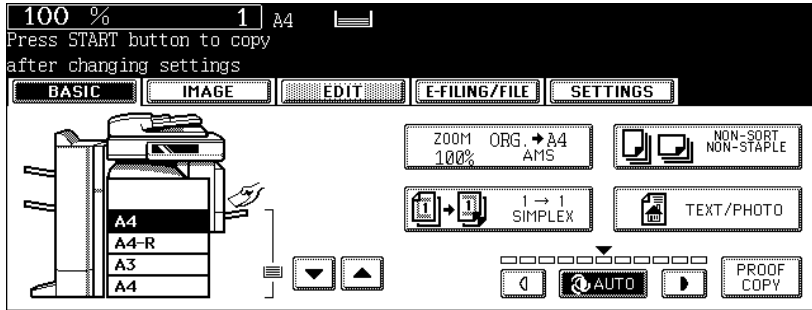 100 % 1 A4
Press START button to copy
after changing settings
BASIC IMAGE EDIT E-FILING/FILE SETTINGS
ZOOM ORG.➔A4
100% AMS
NON-SORT
NON-STAPLE
1 1 1 → 1
SIMPLEX
TEXT/PHOTO
A4
A4-R
A3
A4
AUTO
PROOF
COPY